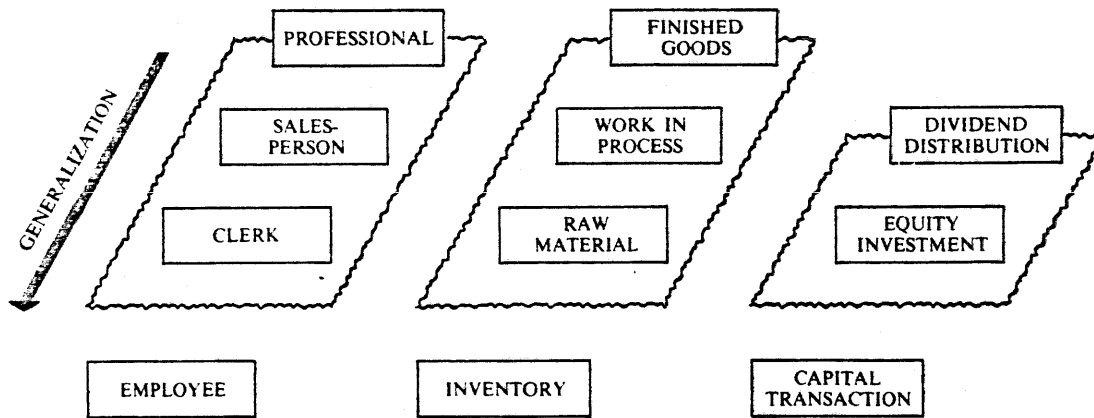 GENERALIZATION
PROFESSIONAL
SALES-
PERSON
CLERK
EMPLOYEE
FINISHED
GOODS
WORK IN
PROCESS
RAW
MATERIAL
INVENTORY
DIVIDEND
DISTRIBUTION
EQUITY
INVESTMENT
CAPITAL
TRANSACTION